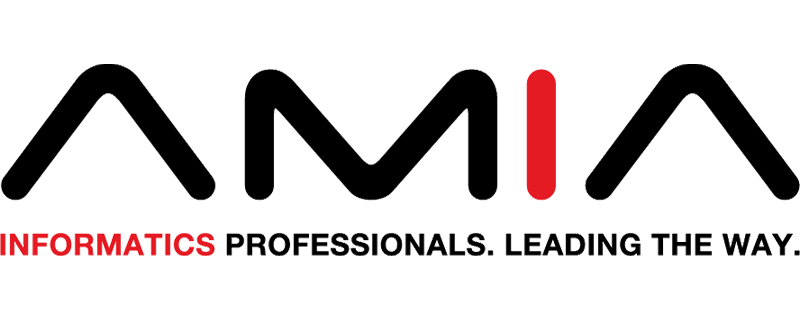 AMIA
INFORMATICS PROFESSIONALS. LEADING THE WAY.